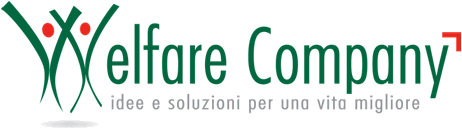 Welfare Company
idee e soluzioni per una vita migliore